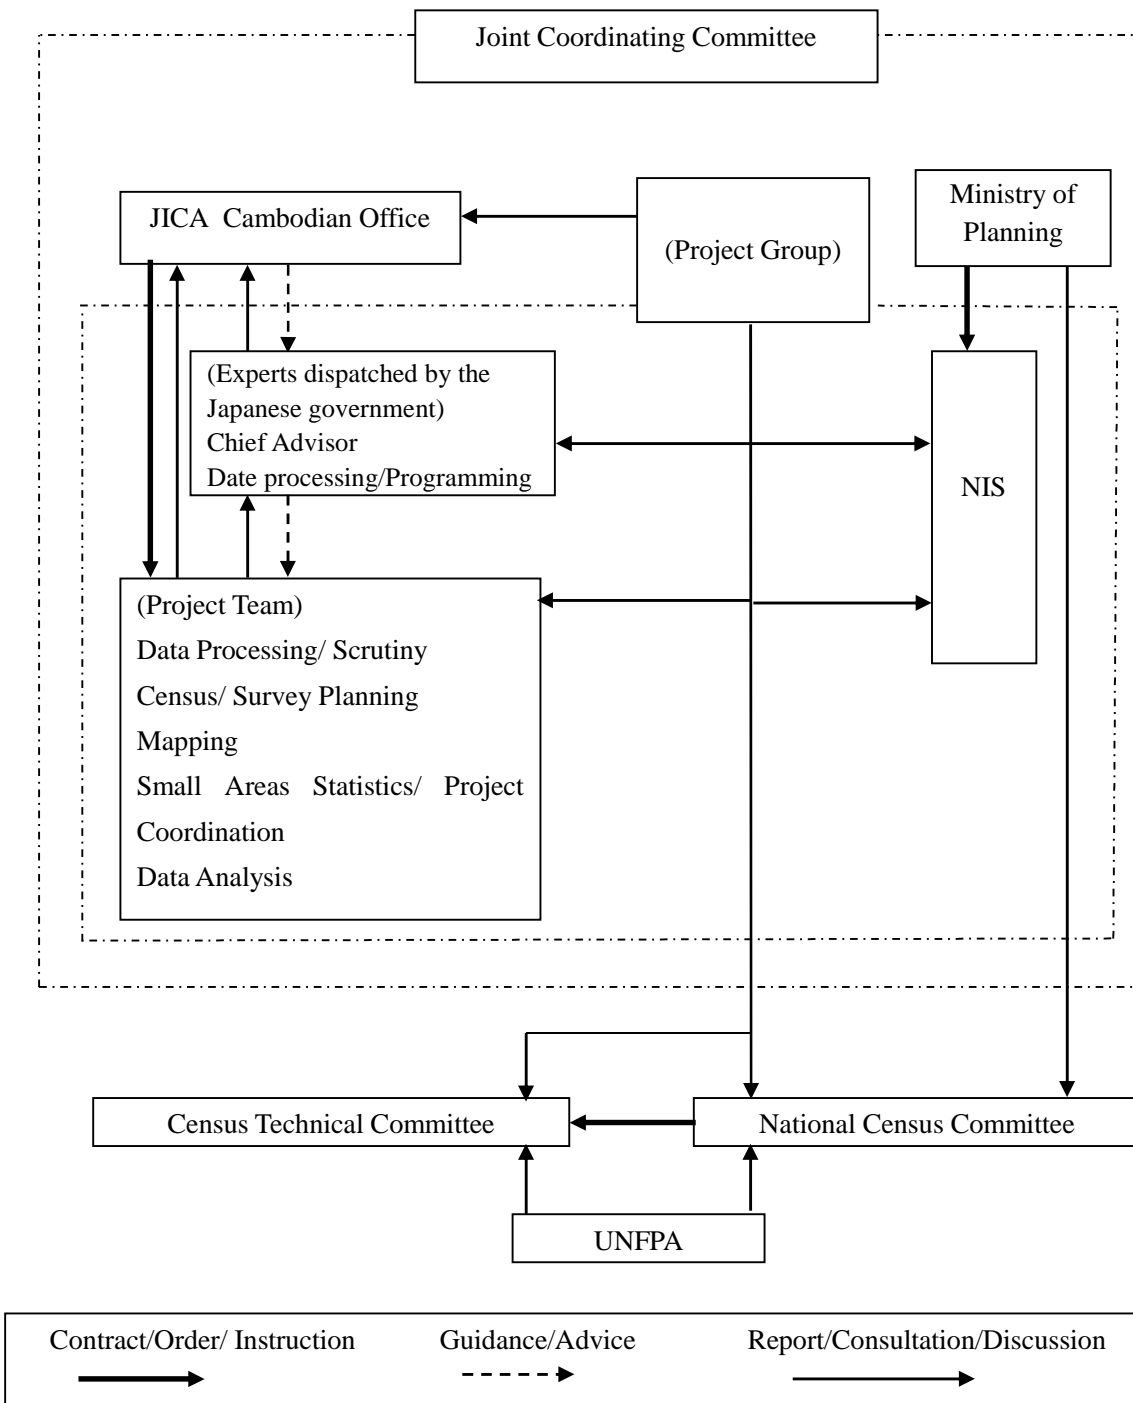 Joint Coordinating Committee
JICA  Cambodian Office
(Project Group)
Ministry of
Planning
(Experts dispatched by the
Japanese government)
Chief Advisor
Date processing/Programming
NIS
(Project Team)
Data Processing/ Scrutiny
Census/ Survey Planning
Mapping
Small Areas Statistics/ Project
Coordination
Data Analysis
Census Technical Committee
National Census Committee
UNFPA
Contract/Order/ Instruction
Guidance/Advice
Report/Consultation/Discussion